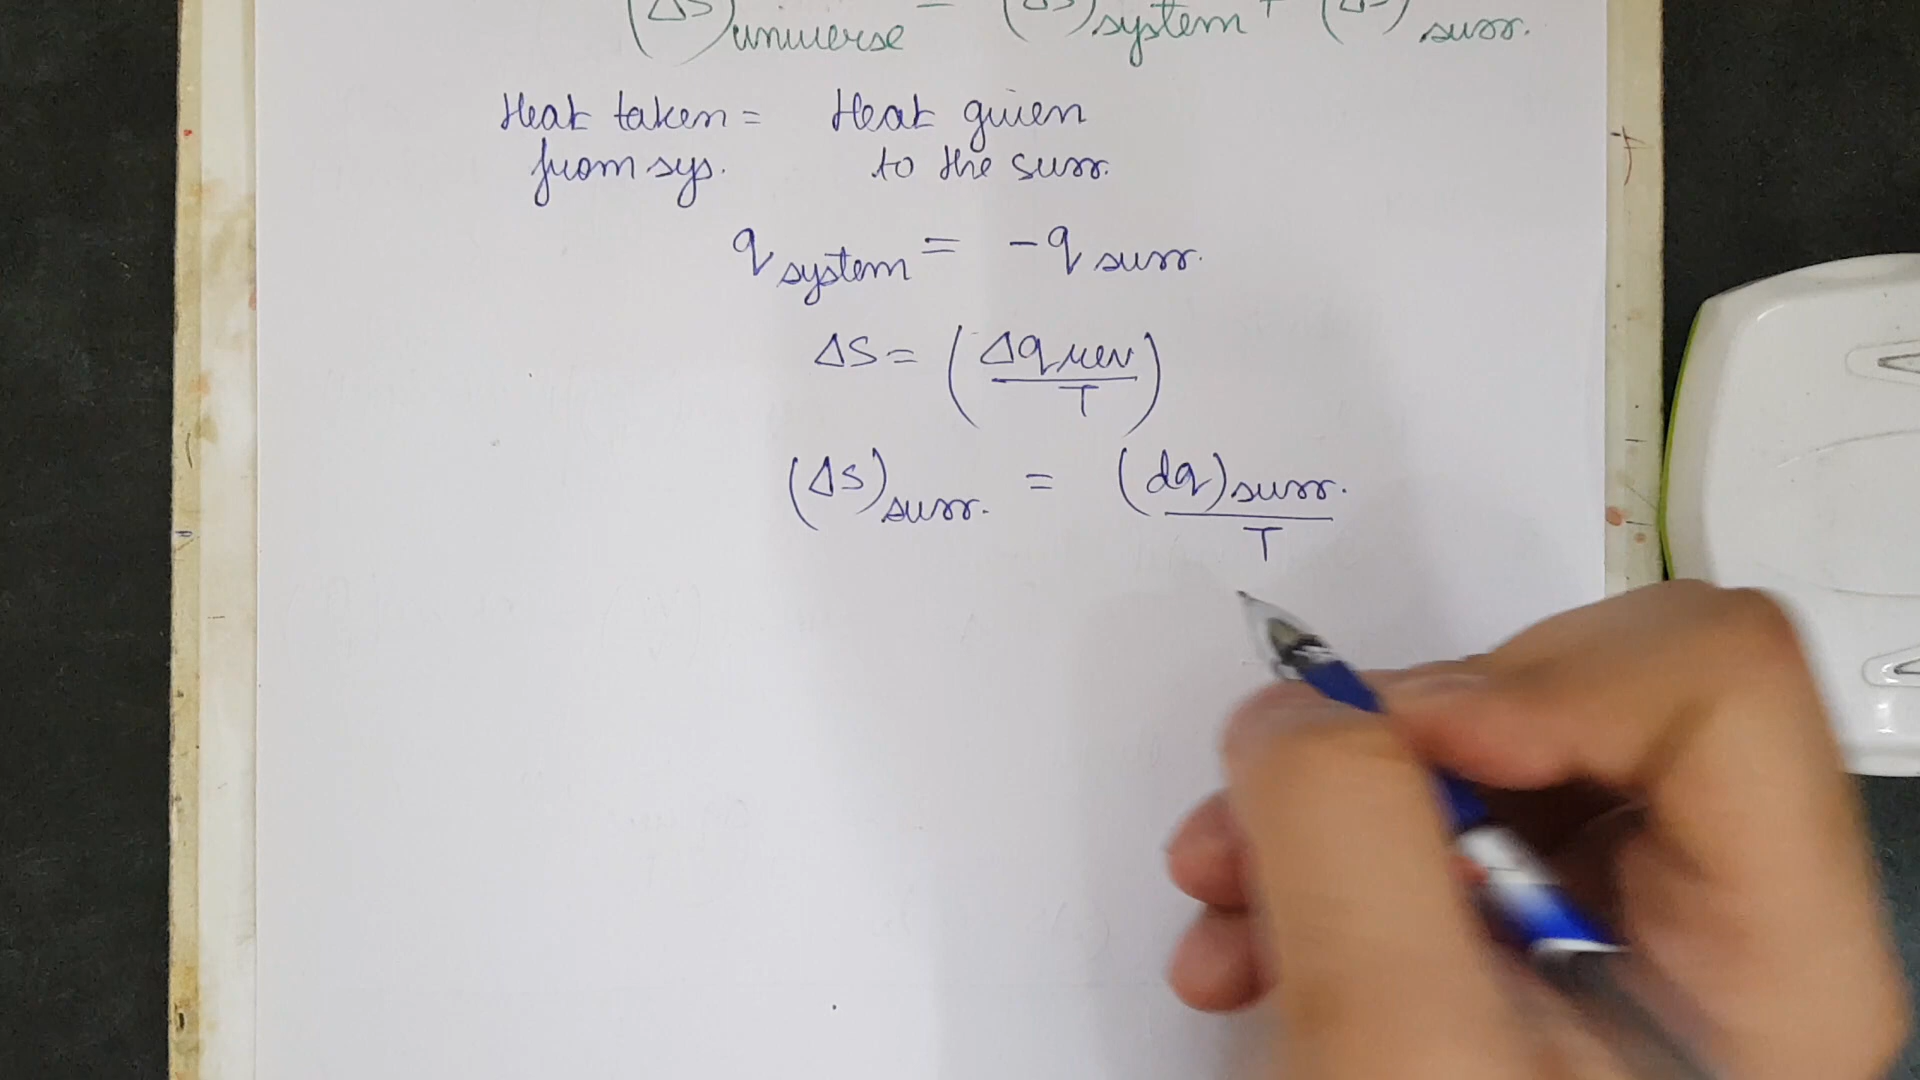 (ΔS)universe = (ΔS)system + (ΔS)surr.
Heat taken = Heat given
from sys. to the surr.
q system = -q surr.
ΔS = (Δq rev / T)
(ΔS)surr. = (dq)surr. / T